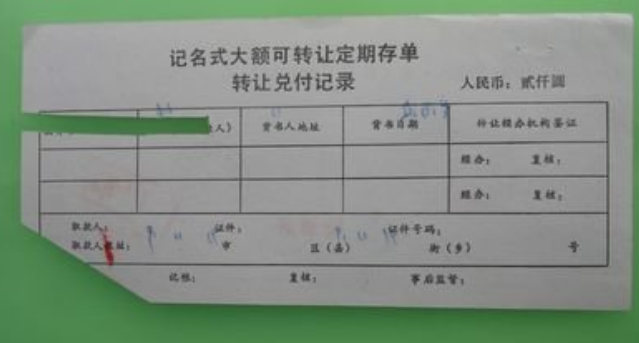 记名式大额可转让定期存单
转让兑付记录
人民币：贰仟圆
人） 背书人地址 背书日期 转让经办机构签证
经办： 复核：
经办： 复核：
取款人： 证件： 证件号码：
取款人住址： 市 区（县） 街（乡） 号
记帐： 复核： 事后监督：